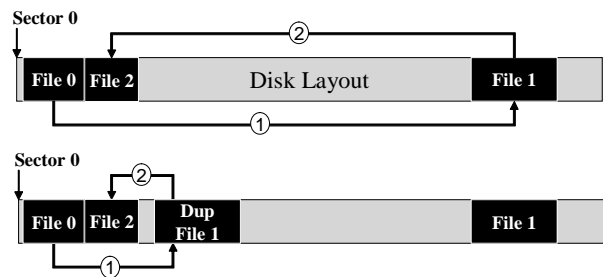 Sector 0
②
File 0 File 2 Disk Layout File 1
①
Sector 0
②
File 0 File 2 Dup File 1 File 1
①